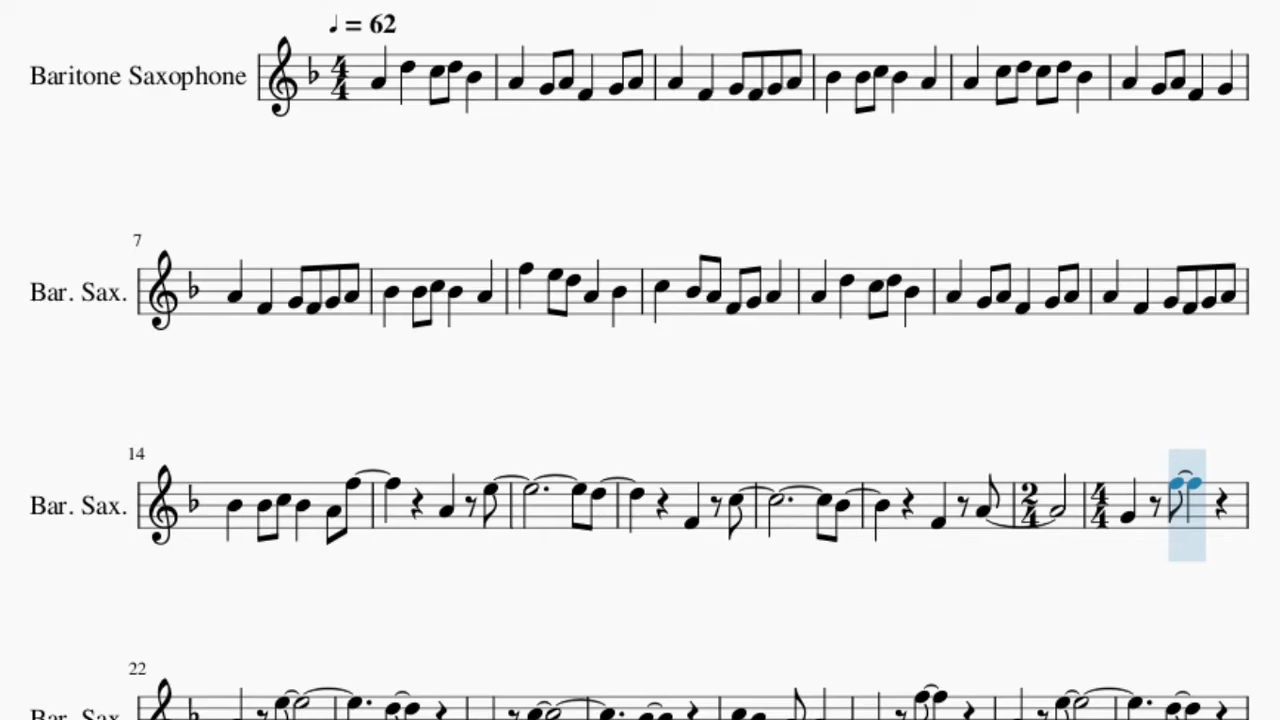 ♩ = 62
Baritone Saxophone
4
4
7
Bar. Sax.
14
Bar. Sax.
2
4
4
4
22
Bar. Sax.